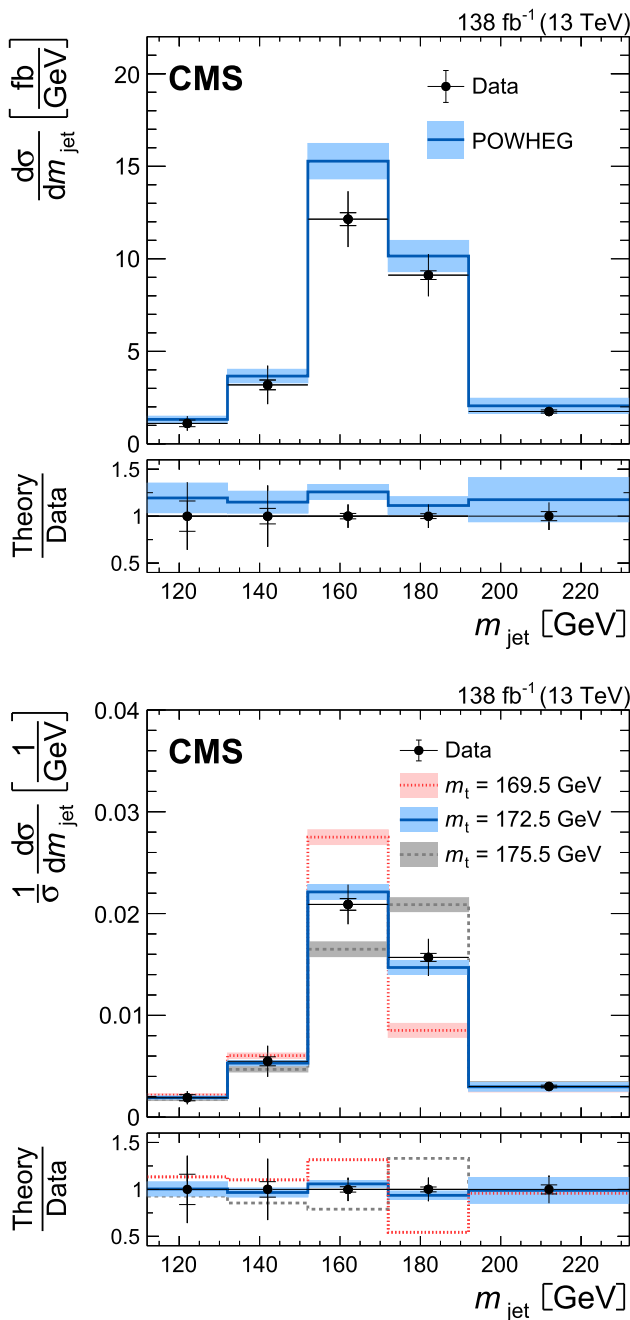 138 fb⁻¹ (13 TeV)
dσ/dm_jet [fb/GeV]
CMS
Data
POWHEG
20
15
10
5
0
Theory/Data
1.5
1
0.5
120 140 160 180 200 220
m_jet [GeV]
138 fb⁻¹ (13 TeV)
1/σ dσ/dm_jet [1/GeV]
CMS
Data
m_t = 169.5 GeV
m_t = 172.5 GeV
m_t = 175.5 GeV
0.04
0.03
0.02
0.01
0
Theory/Data
1.5
1
0.5
120 140 160 180 200 220
m_jet [GeV]